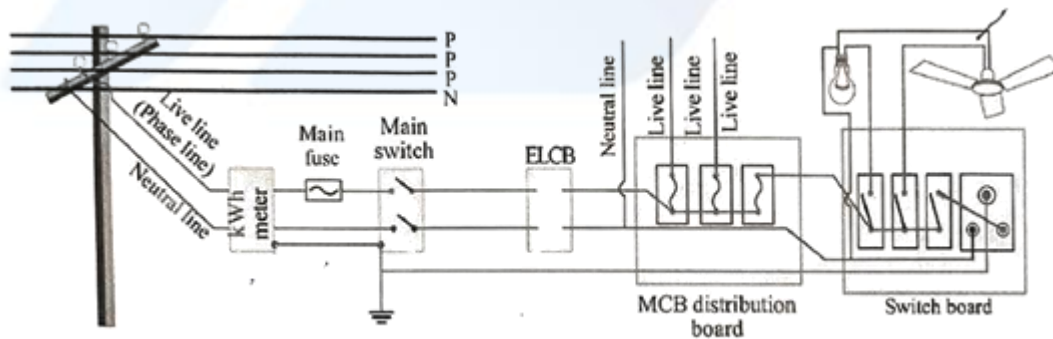 P
P
P
N
Live line
(Phase line)
Neutral line
kWh
meter
Main
fuse
Main
switch
ELCB
Neutral line
Live line
Live line
Live line
MCB distribution
board
Switch board